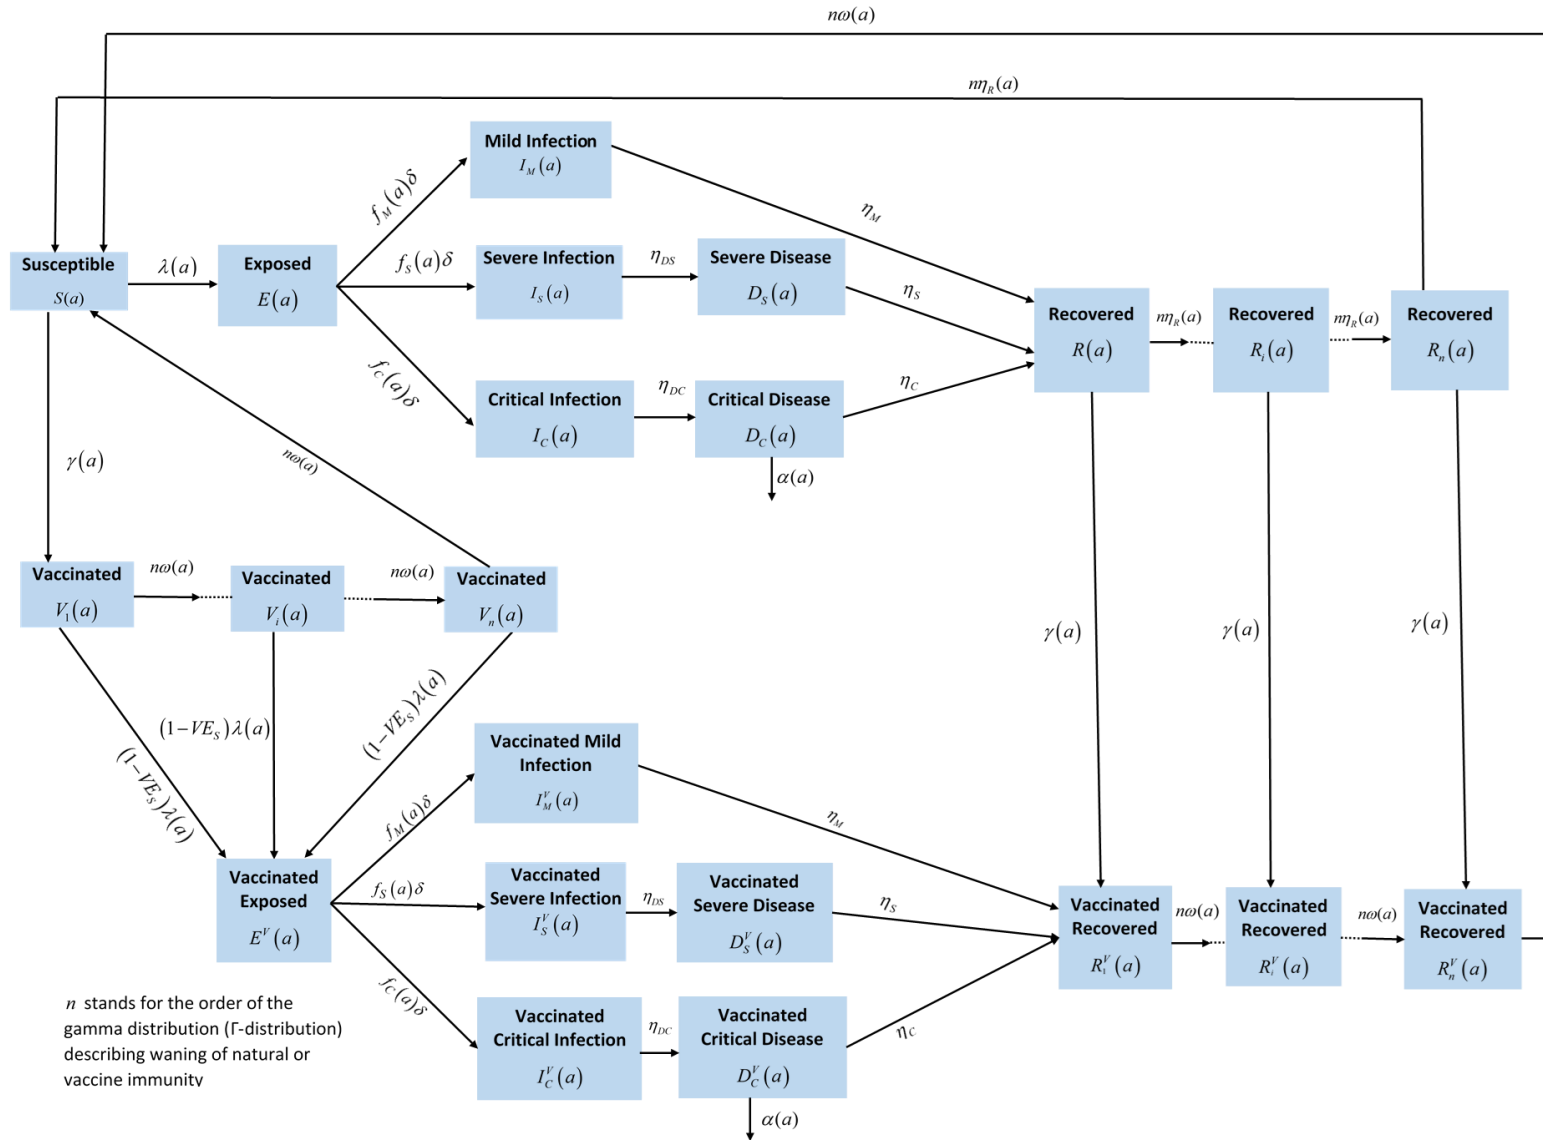 nω(a)
nη_R(a)
Mild Infection
I_M(a)
f_M(a)δ
η_M
Susceptible
S(a)
λ(a)
Exposed
E(a)
f_S(a)δ
Severe Infection
I_S(a)
η_DS
Severe Disease
D_S(a)
η_S
Recovered
R(a)
nη_R(a)
Recovered
R_i(a)
nη_R(a)
Recovered
R_n(a)
f_C(a)δ
Critical Infection
I_C(a)
η_DC
Critical Disease
D_C(a)
η_C
α(a)
γ(a)
nω(a)
Vaccinated
V_1(a)
nω(a)
Vaccinated
V_i(a)
nω(a)
Vaccinated
V_n(a)
γ(a)
γ(a)
γ(a)
(1−VE_S)λ(a)
(1−VE_S)λ(a)
(1−VE_S)λ(a)
Vaccinated Mild
Infection
I_M^V(a)
f_M(a)δ
η_M
Vaccinated
Exposed
E^V(a)
f_S(a)δ
Vaccinated
Severe Infection
I_S^V(a)
η_DS
Vaccinated
Severe Disease
D_S^V(a)
η_S
Vaccinated
Recovered
R_1^V(a)
nω(a)
Vaccinated
Recovered
R_i^V(a)
nω(a)
Vaccinated
Recovered
R_n^V(a)
f_C(a)δ
Vaccinated
Critical Infection
I_C^V(a)
η_DC
Vaccinated
Critical Disease
D_C^V(a)
η_C
α(a)
n stands for the order of the
gamma distribution (Γ-distribution)
describing waning of natural or
vaccine immunity